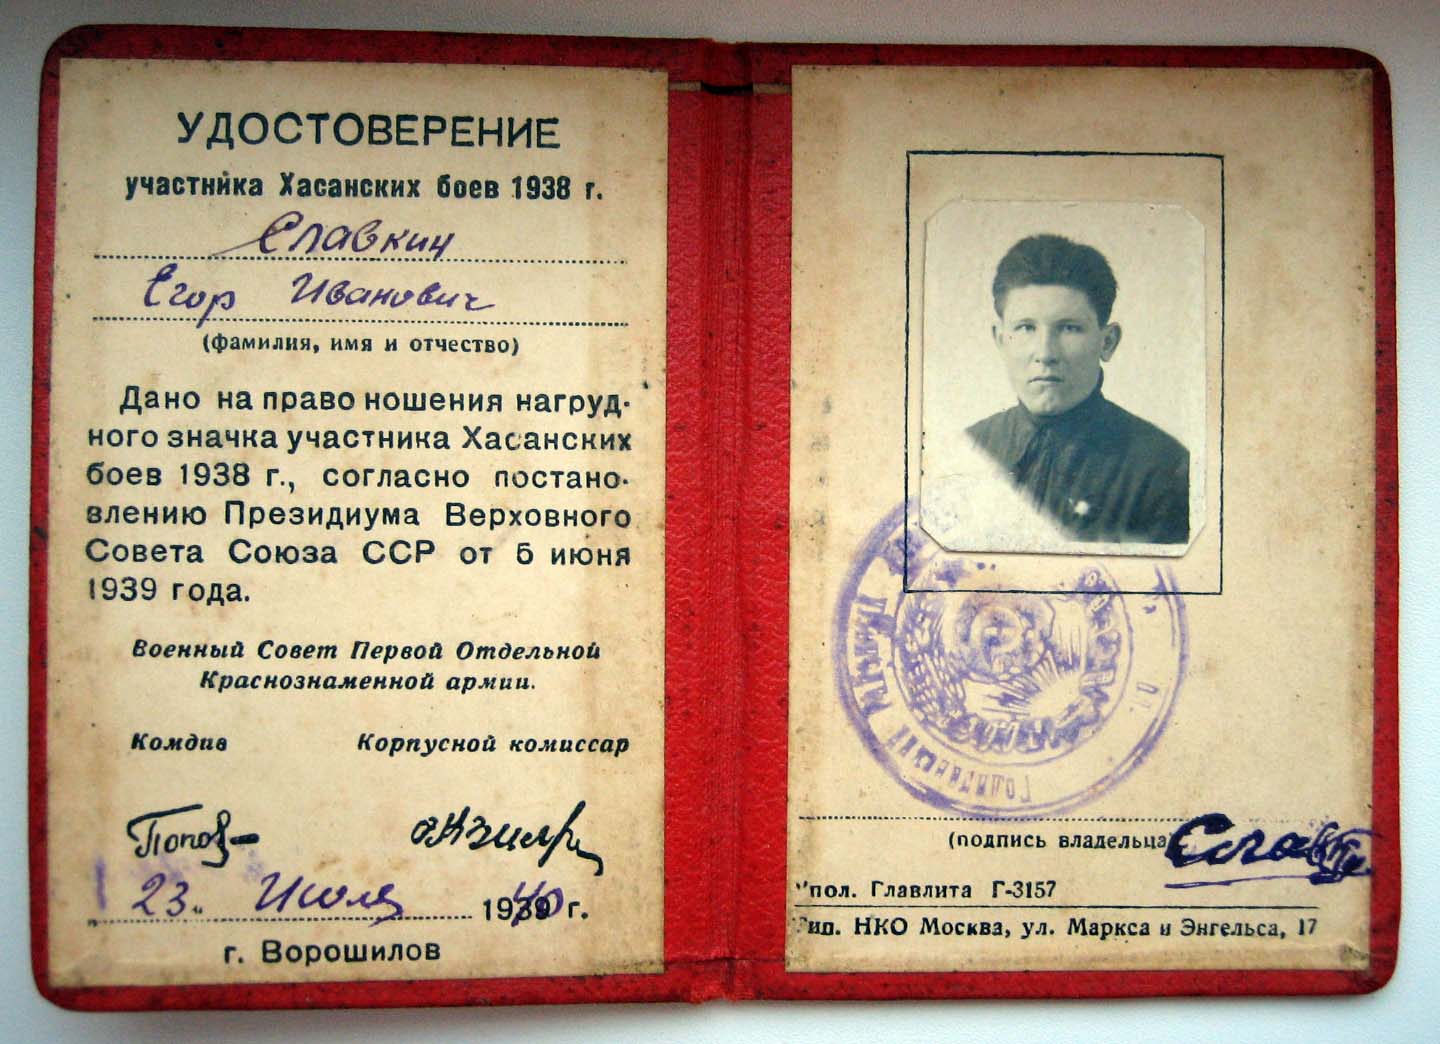 УДОСТОВЕРЕНИЕ
участника Хасанских боев 1938 г.
Славкин
Егор Иванович
(фамилия, имя и отчество)
Дано на право ношения нагруд-
ного значка участника Хасанских
боев 1938 г., согласно постано-
влению Президиума Верховного
Совета Союза ССР от 5 июня
1939 года.
Военный Совет Первой Отдельной
Краснознаменной армии.
Комдив Корпусной комиссар
Попов
23 Июля 1940 г.
г. Ворошилов
(подпись владельца)
Упол. Главлита Г-3157
Тип. НКО Москва, ул. Маркса и Энгельса, 17